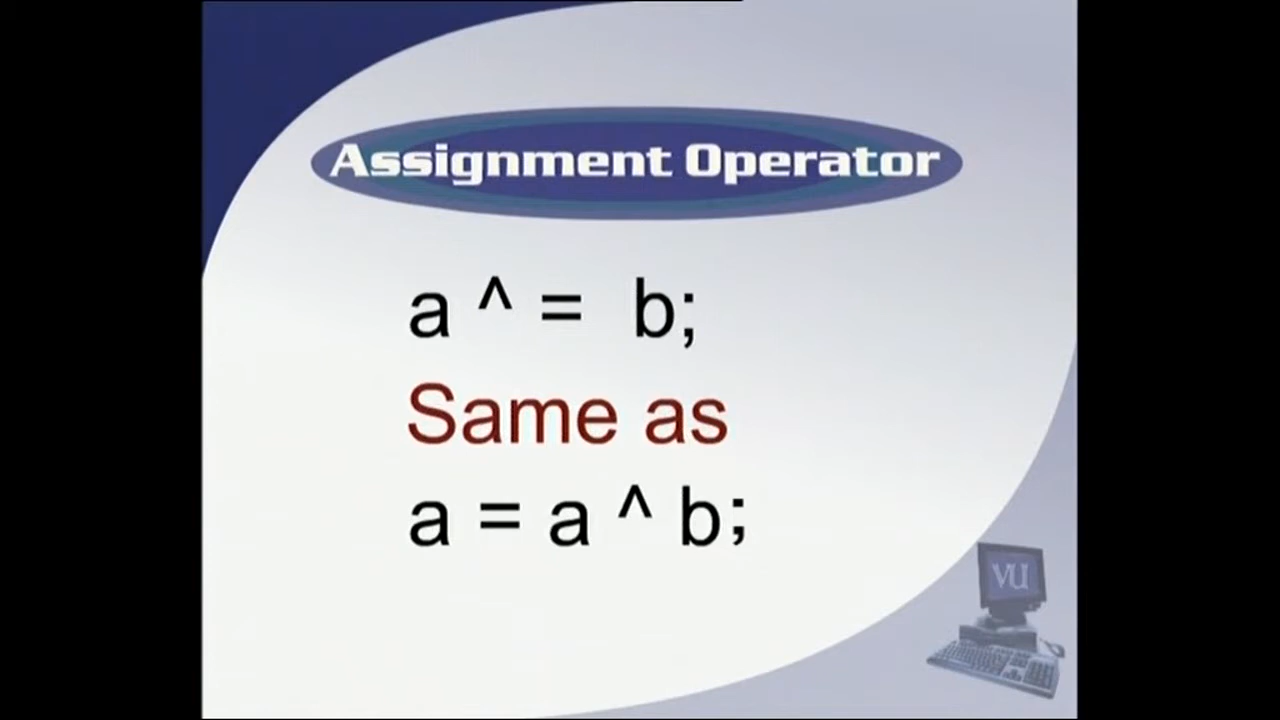 Assignment Operator
a ^ = b;
Same as
a = a ^ b;
VU